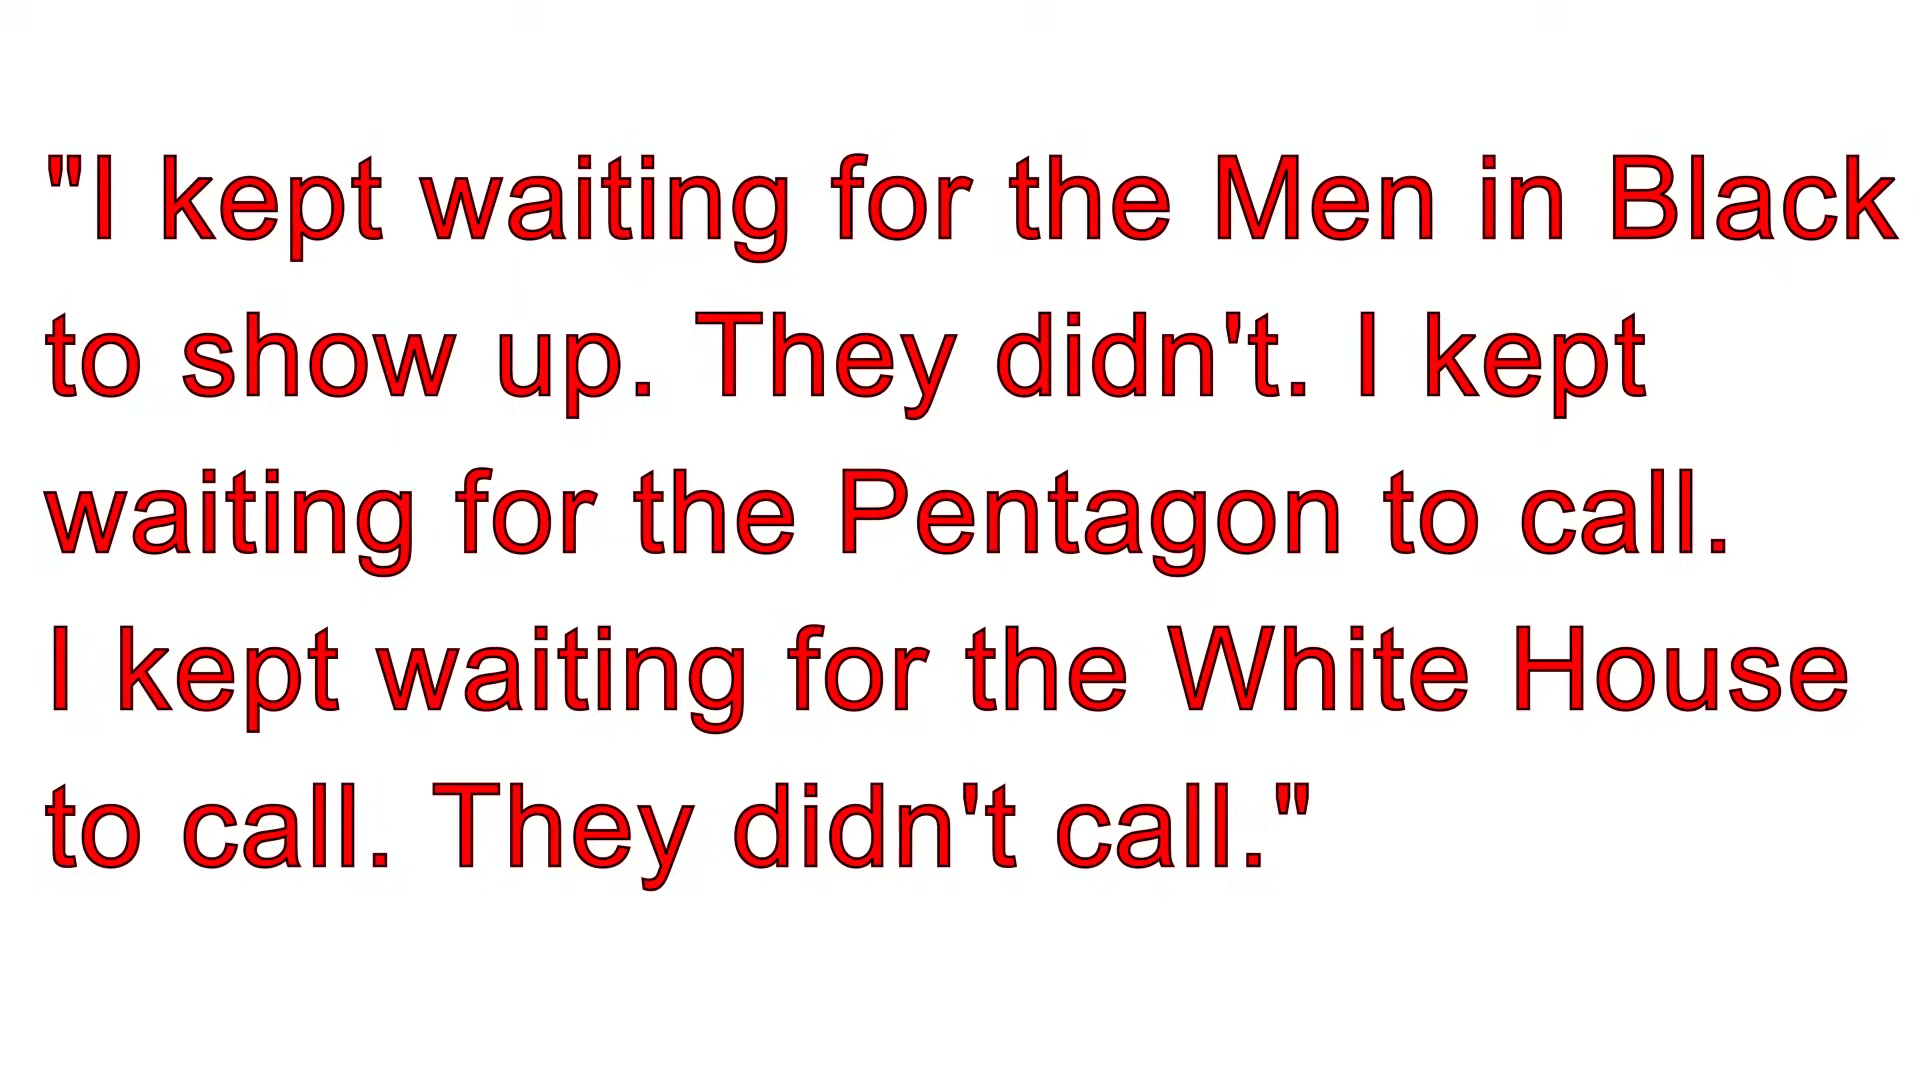 "I kept waiting for the Men in Black
to show up. They didn't. I kept
waiting for the Pentagon to call.
I kept waiting for the White House
to call. They didn't call."